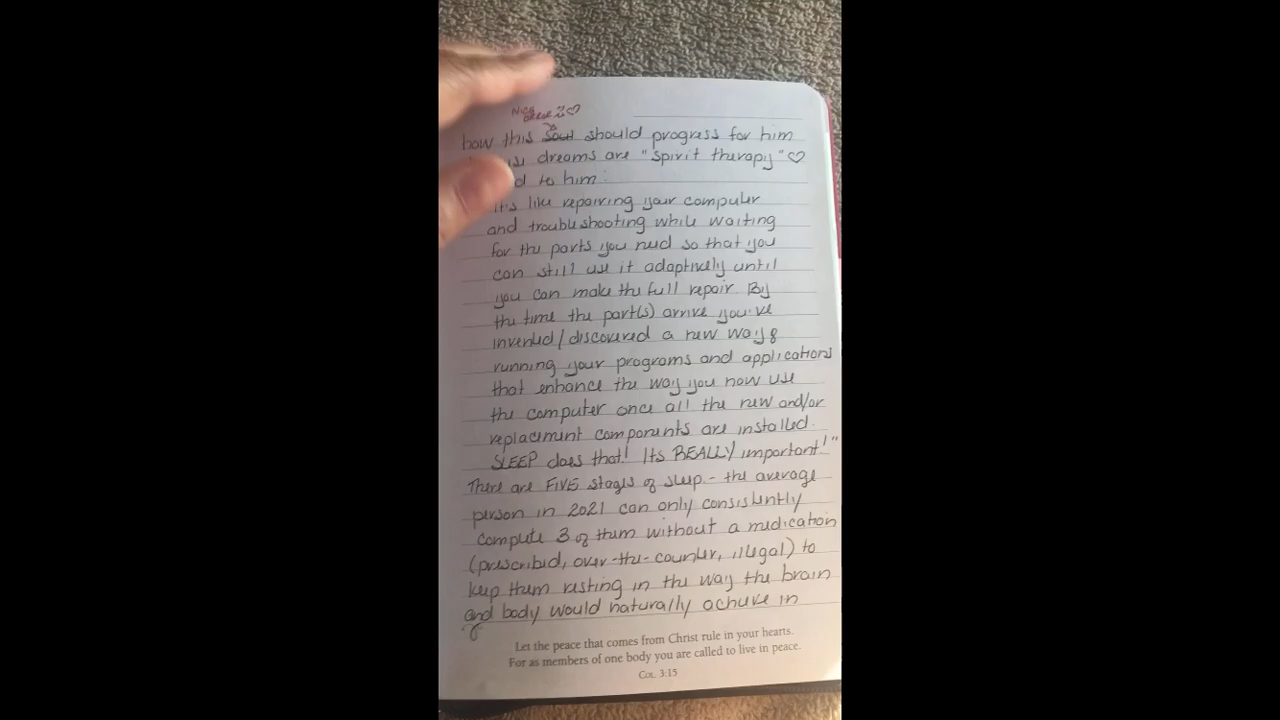 how this soul should progress for him
dreams are "spirit therapy" ♡
to him:
It's like repairing your computer
and troubleshooting while waiting
for the parts you need so that you
can still use it adaptively until
you can make the full repair. By
the time the part(s) arrive you've
invented/discovered a new way of
running your programs and applications
that enhance the way you now use
the computer once all the new and/or
replacement components are installed.
SLEEP does that! Its REALLY important!"
There are FIVE stages of sleep - the average
person in 2021 can only consistently
compute 3 of them without a medication
(prescribed, over-the-counter, illegal) to
keep them resting in the way the brain
and body would naturally achieve in
Let the peace that comes from Christ rule in your hearts.
For as members of one body you are called to live in peace.
Col. 3:15